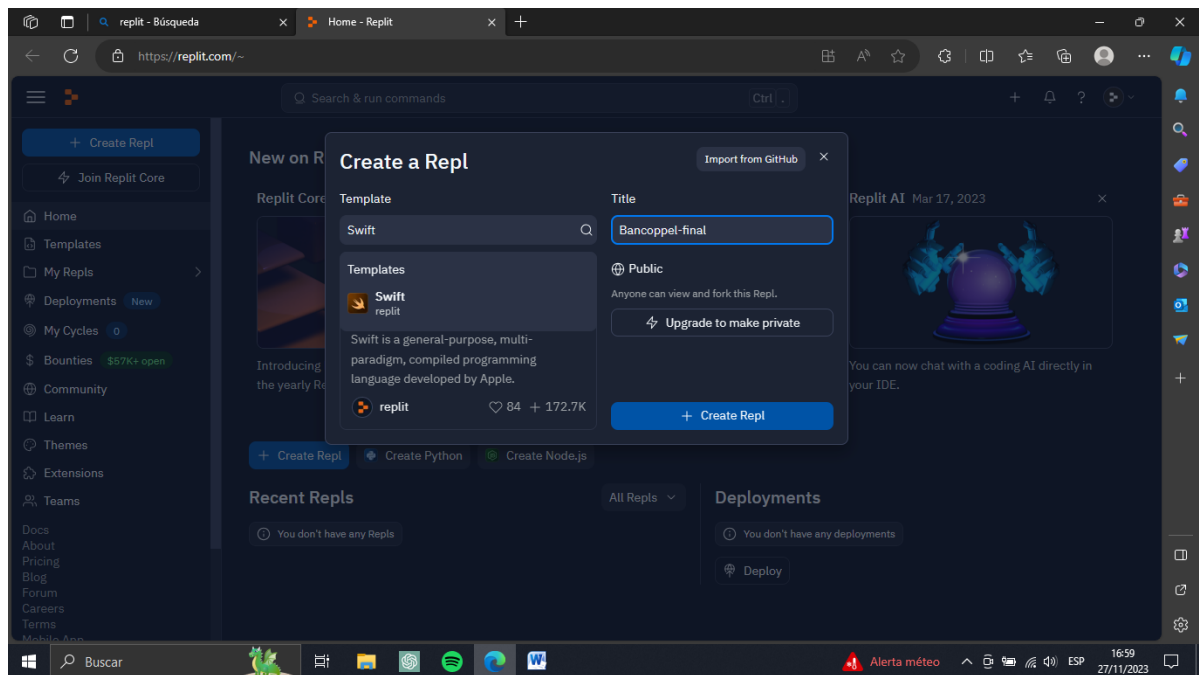 replit - Búsqueda
Home - Replit
https://replit.com/~
Search & run commands
Ctrl .
+ Create Repl
Join Replit Core
Home
Templates
My Repls
Deployments New
My Cycles 0
$ Bounties $57K+ open
Community
Learn
Themes
Extensions
Teams
Docs
About
Pricing
Blog
Forum
Careers
Terms
Mobile App
New on R
Replit Core
Introducing
the yearly Re
Create a Repl
Import from GitHub
Template
Swift
Templates
Swift
replit
Swift is a general-purpose, multi-
paradigm, compiled programming
language developed by Apple.
replit
84
+ 172.7K
Title
Bancoppel-final
Public
Anyone can view and fork this Repl.
Upgrade to make private
+ Create Repl
Replit AI Mar 17, 2023
You can now chat with a coding AI directly in
your IDE.
+ Create Repl
Create Python
Create Node.js
Recent Repls
All Repls
You don't have any Repls
Deployments
You don't have any deployments
Deploy
Buscar
Alerta méteo
ESP
16:59
27/11/2023